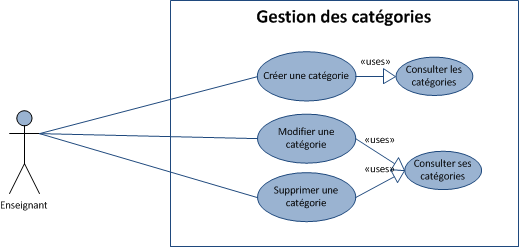 Gestion des catégories
«uses»
Créer une catégorie
Consulter les
catégories
Modifier une
catégorie
«uses»
«uses»
Consulter ses
catégories
Supprimer une
catégorie
Enseignant